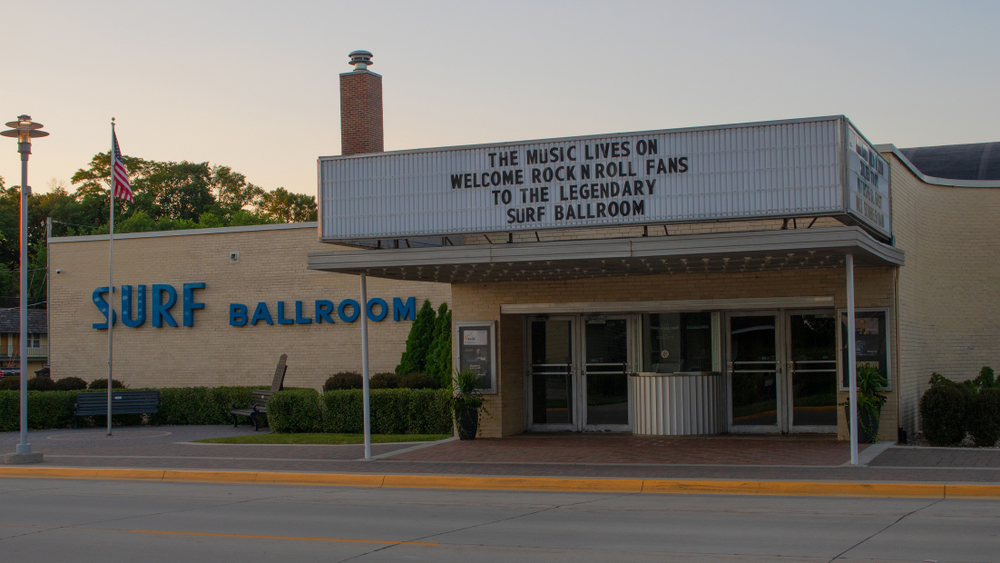 THE MUSIC LIVES ON
WELCOME ROCK N ROLL FANS
TO THE LEGENDARY
SURF BALLROOM
SURF BALLROOM